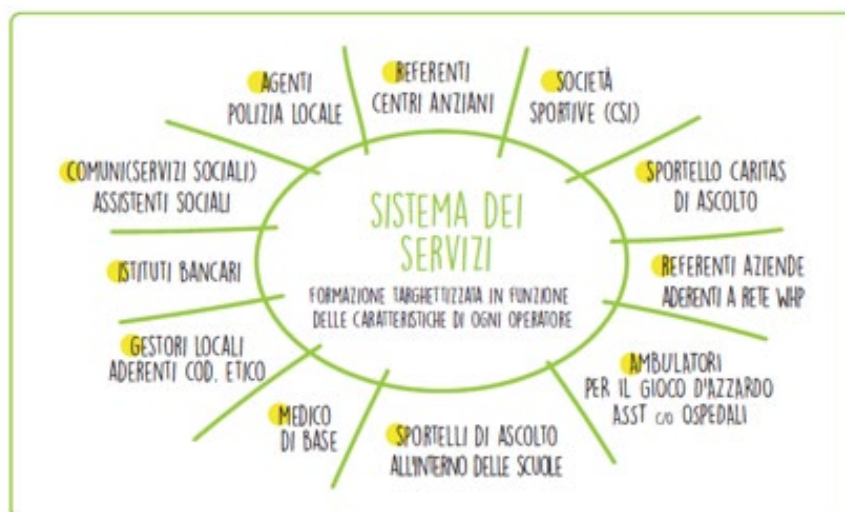 AGENTI
POLIZIA LOCALE
REFERENTI
CENTRI ANZIANI
SOCIETÀ
SPORTIVE (CSI)
COMUNI(SERVIZI SOCIALI)
ASSISTENTI SOCIALI
SPORTELLO CARITAS
DI ASCOLTO
SISTEMA DEI
SERVIZI
FORMAZIONE TARGHETTIZZATA IN FUNZIONE
DELLE CARATTERISTICHE DI OGNI OPERATORE
ISTITUTI BANCARI
REFERENTI AZIENDE
ADERENTI A RETE WHP
GESTORI LOCALI
ADERENTI COD. ETICO
AMBULATORI
PER IL GIOCO D'AZZARDO
ASST c/o OSPEDALI
MEDICO
DI BASE
SPORTELLI DI ASCOLTO
ALL'INTERNO DELLE SCUOLE